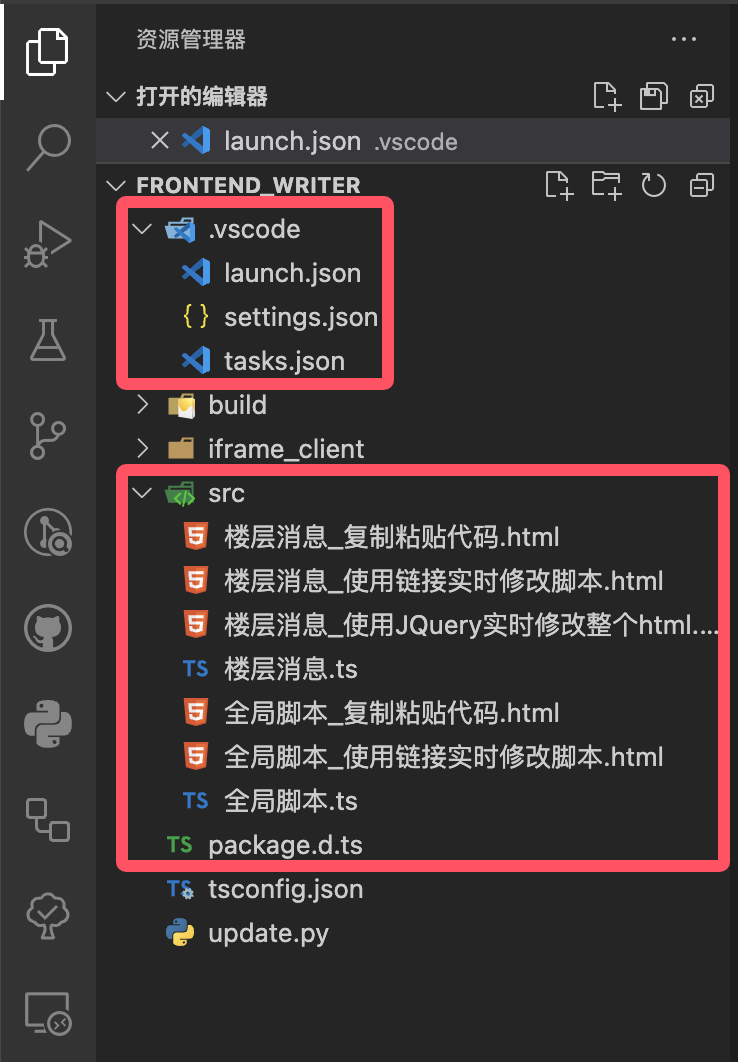 资源管理器
打开的编辑器
launch.json .vscode
FRONTEND_WRITER
.vscode
launch.json
{ } settings.json
tasks.json
build
iframe_client
src
5 楼层消息_复制粘贴代码.html
5 楼层消息_使用链接实时修改脚本.html
5 楼层消息_使用JQuery实时修改整个html....
TS 楼层消息.ts
5 全局脚本_复制粘贴代码.html
5 全局脚本_使用链接实时修改脚本.html
TS 全局脚本.ts
TS package.d.ts
TS tsconfig.json
update.py